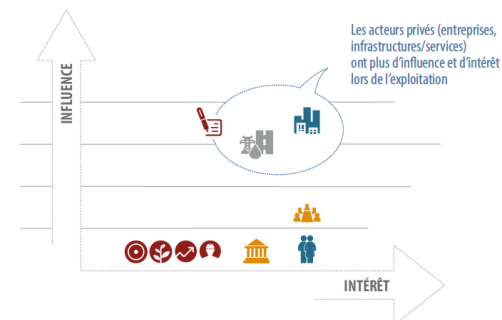 Les acteurs privés (entreprises,
infrastructures/services)
ont plus d'influence et d'intérêt
lors de l'exploitation
INFLUENCE
INTÉRÊT